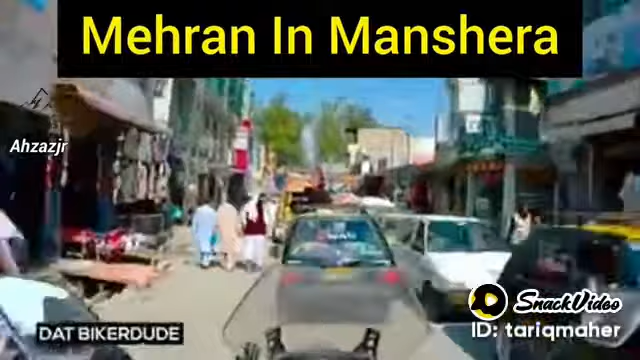 Mehran In Manshera
Ahzazjr
SnackVideo
ID: tariqmaher
DAT BIKERDUDE